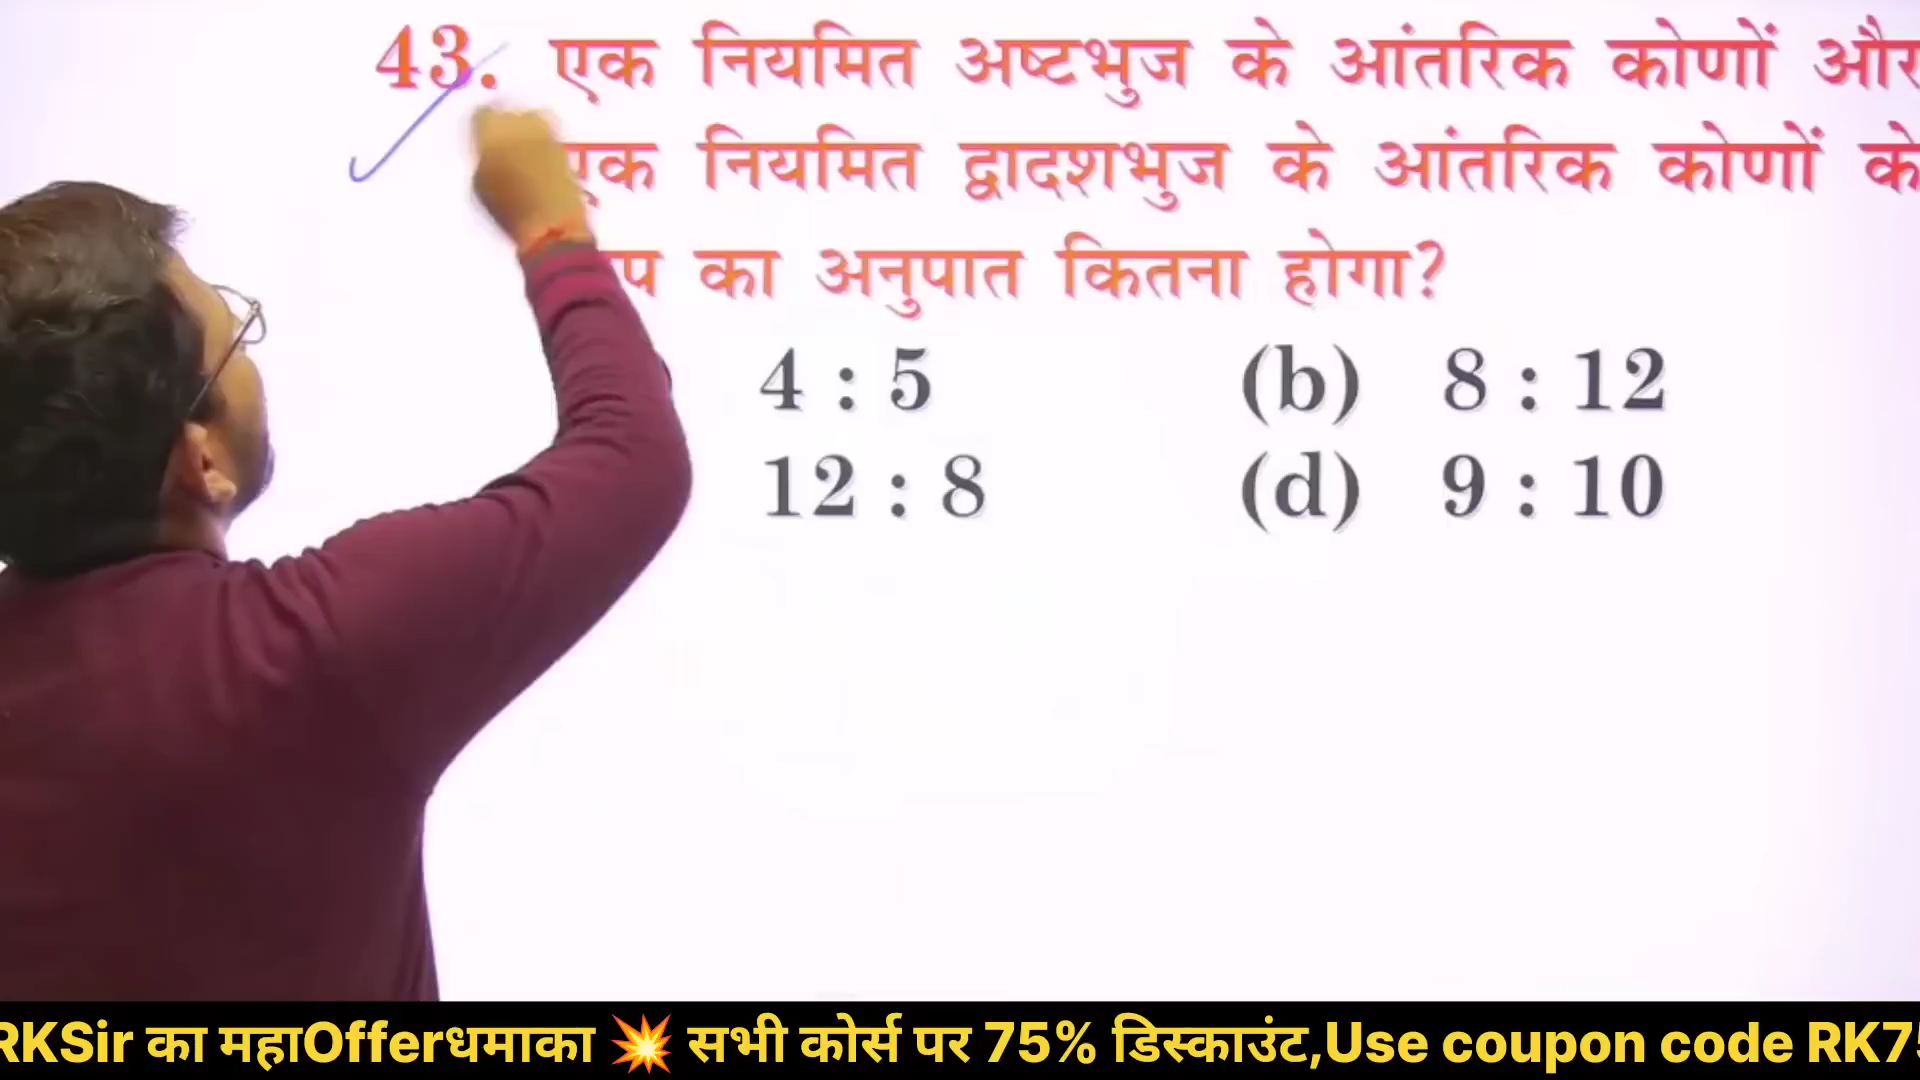 43. एक नियमित अष्टभुज के आंतरिक कोणों और
एक नियमित द्वादशभुज के आंतरिक कोणों के
का अनुपात कितना होगा?
4 : 5 (b) 8 : 12
12 : 8 (d) 9 : 10
RKSir का महाOfferधमाका 💥 सभी कोर्स पर 75% डिस्काउंट,Use coupon code